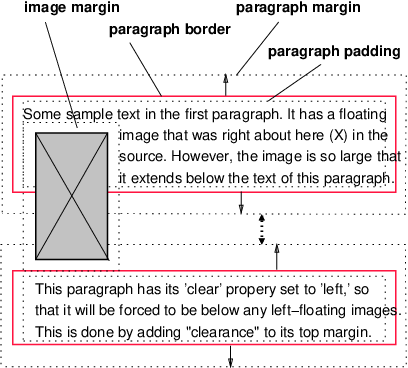 image margin
paragraph margin
paragraph border
paragraph padding
Some sample text in the first paragraph. It has a floating
image that was right about here (X) in the
source. However, the image is so large that
it extends below the text of this paragraph.
This paragraph has its 'clear' propery set to 'left,' so
that it will be forced to be below any left–floating images.
This is done by adding "clearance" to its top margin.